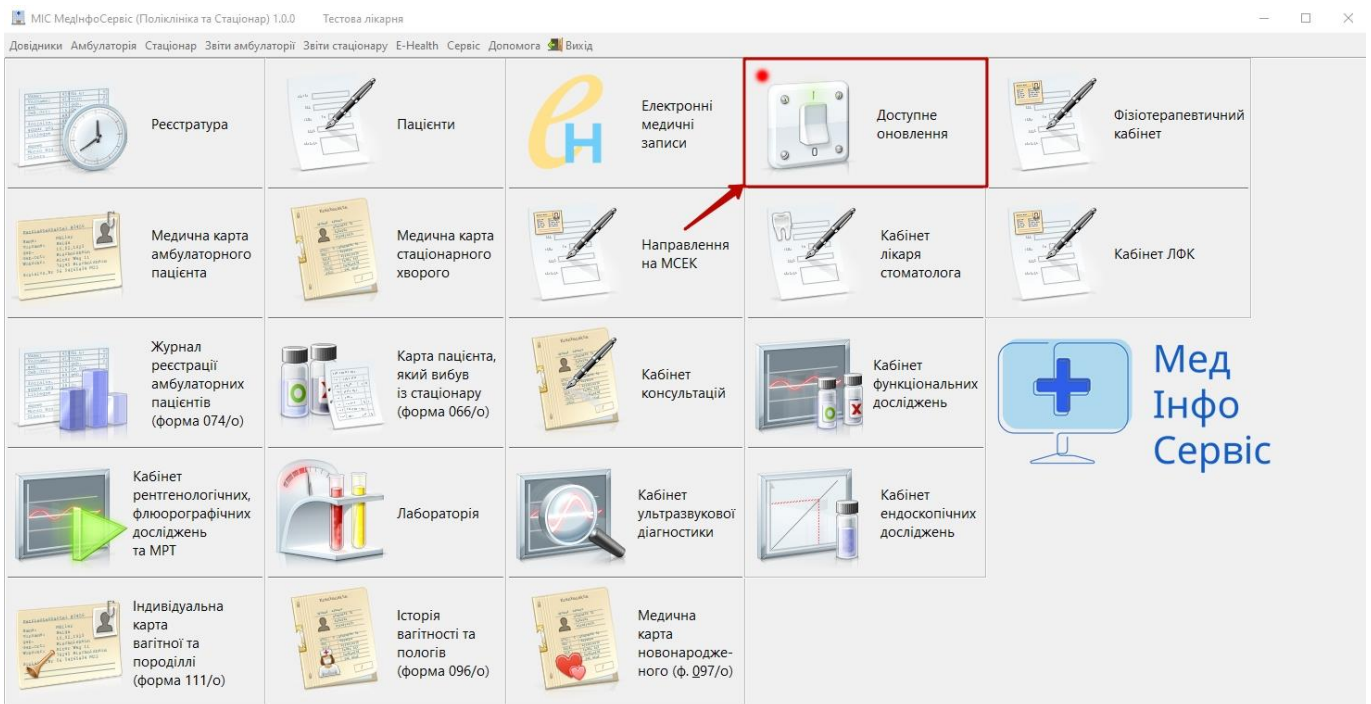 МІС МедІнфоСервіс (Поліклініка та Стаціонар) 1.0.0 Тестова лікарня
Довідники Амбулаторія Стаціонар Звіти амбулаторії Звіти стаціонару E-Health Сервіс Допомога Вихід
Реєстратура
Пацієнти
eH
Електронні
медичні
записи
Доступне
оновлення
Фізіотерапевтичний
кабінет
Медична карта
амбулаторного
пацієнта
Медична карта
стаціонарного
хворого
Направлення
на МСЕК
Кабінет
лікаря
стоматолога
Кабінет ЛФК
Журнал
реєстрації
амбулаторних
пацієнтів
(форма 074/о)
Карта пацієнта,
який вибув
із стаціонару
(форма 066/о)
Кабінет
консультацій
Кабінет
функціональних
досліджень
Мед
Інфо
Сервіс
Кабінет
рентгенологічних,
флюорографічних
досліджень
та МРТ
Лабораторія
Кабінет
ультразвукової
діагностики
Кабінет
ендоскопічних
досліджень
Індивідуальна
карта
вагітної та
породіллі
(форма 111/о)
Історія
вагітності та
пологів
(форма 096/о)
Медична
карта
новонародже-
ного (ф. 097/о)